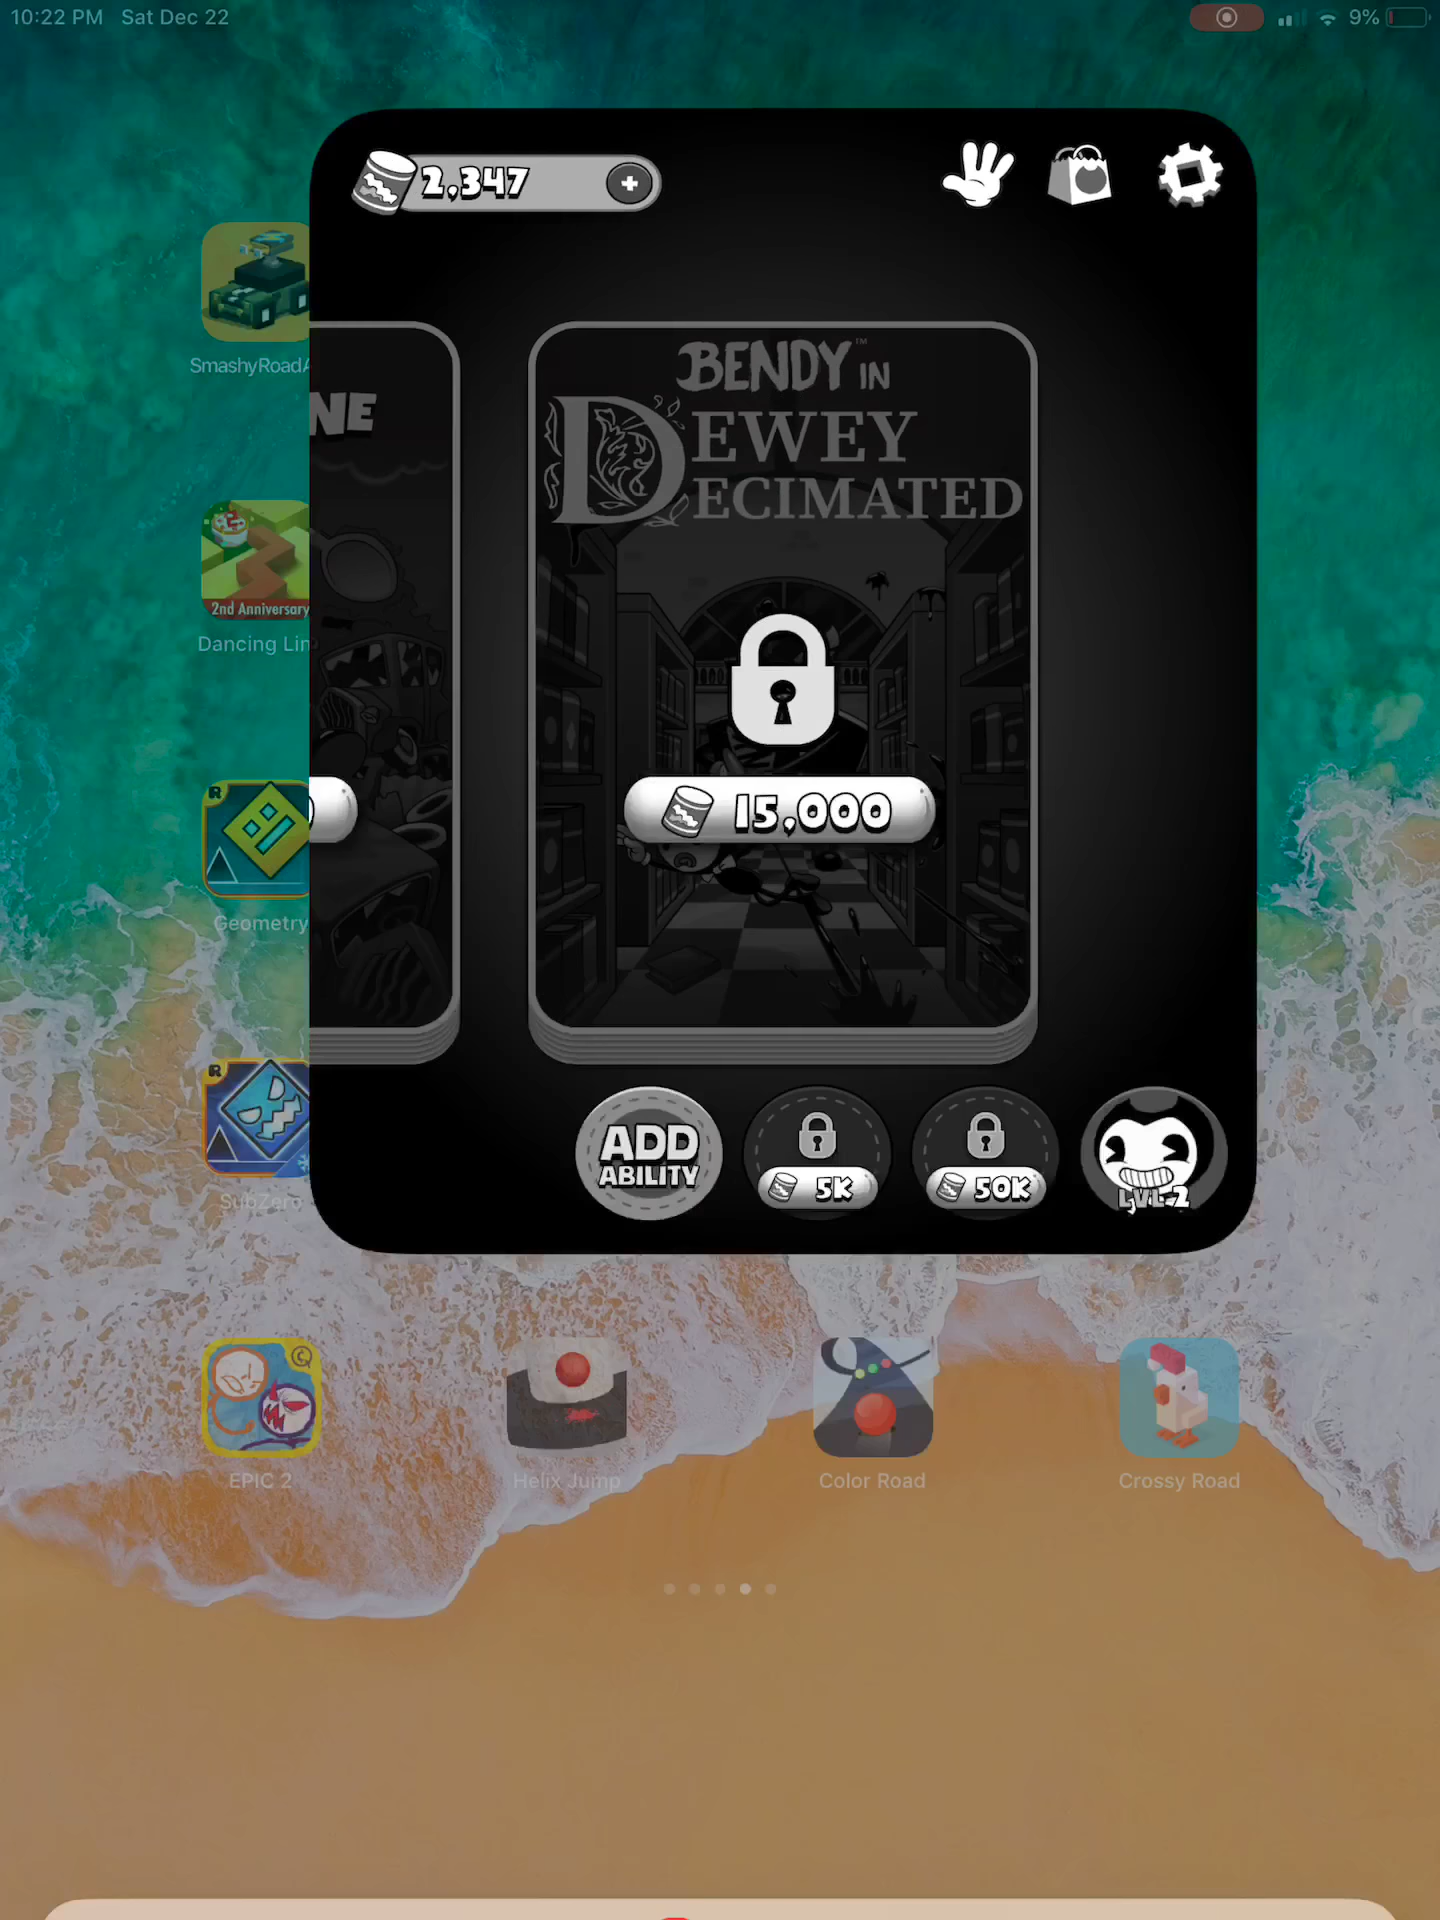 10:22 PM Sat Dec 22
9%
2,347
SmashyRoad
NE
BENDY IN
DEWEY
DECIMATED
™
2nd Anniversary
Dancing Lin
15,000
R
Geometry
R
SubZero
ADD
ABILITY
5K
50K
LVL-2
EPIC 2
Helix Jump
Color Road
Crossy Road